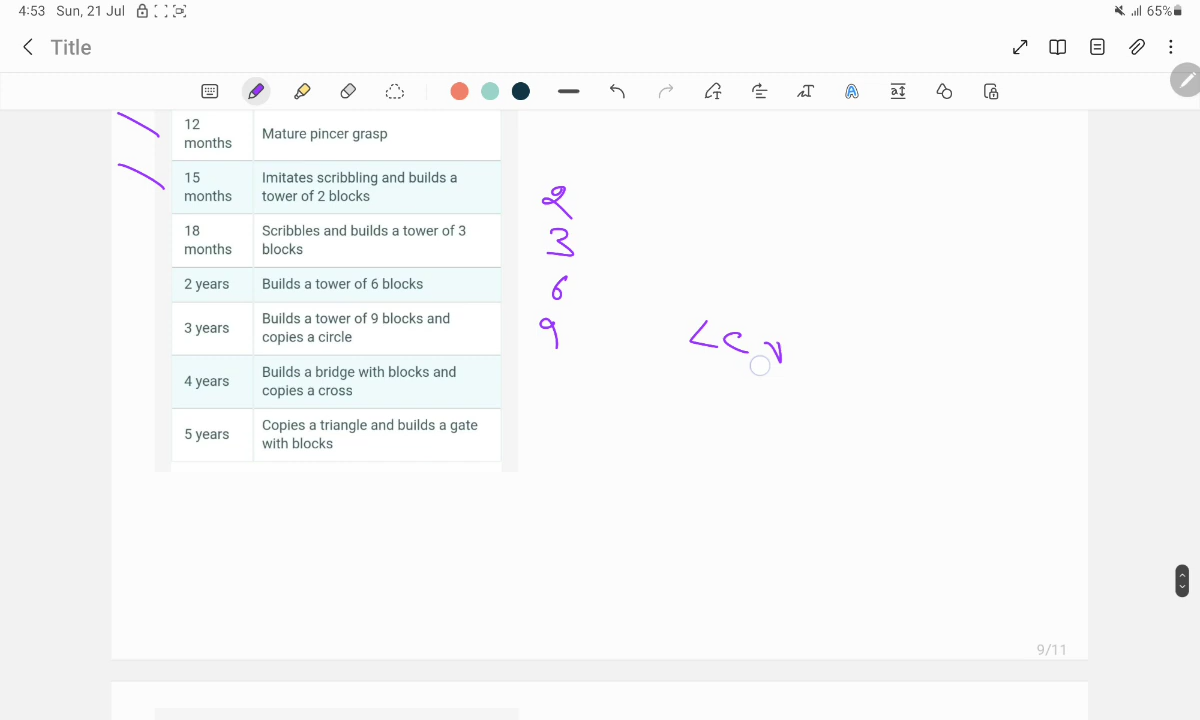 4:53 Sun, 21 Jul 65%
Title
12 months Mature pincer grasp
15 months Imitates scribbling and builds a tower of 2 blocks
18 months Scribbles and builds a tower of 3 blocks
2 years Builds a tower of 6 blocks
3 years Builds a tower of 9 blocks and copies a circle
4 years Builds a bridge with blocks and copies a cross
5 years Copies a triangle and builds a gate with blocks
2
3
6
9
9/11